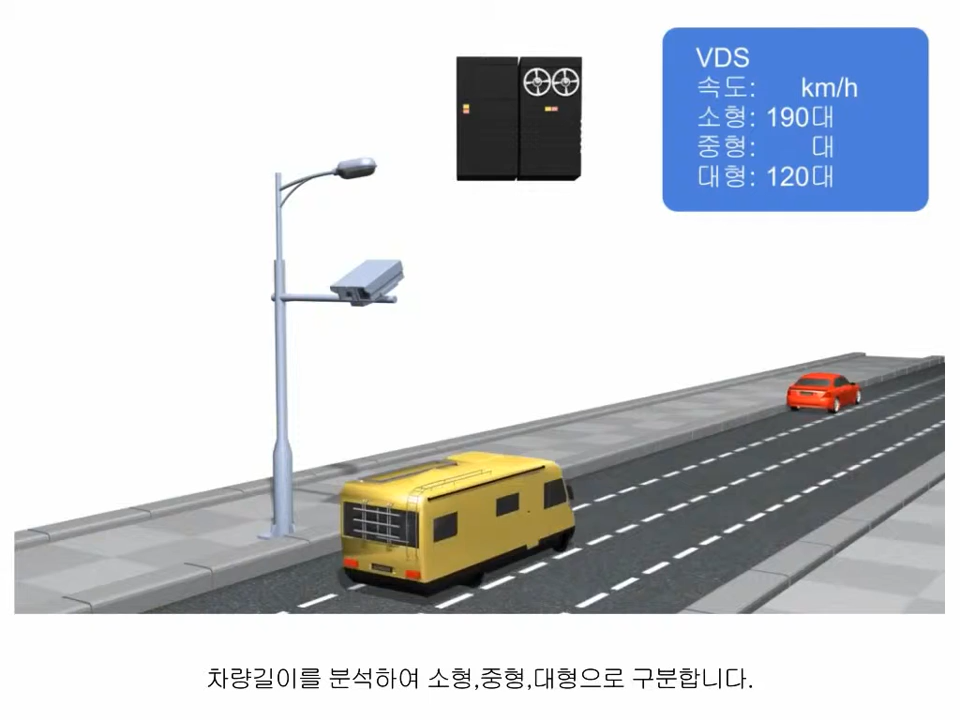 VDS
속도: km/h
소형: 190대
중형: 대
대형: 120대
차량길이를 분석하여 소형,중형,대형으로 구분합니다.